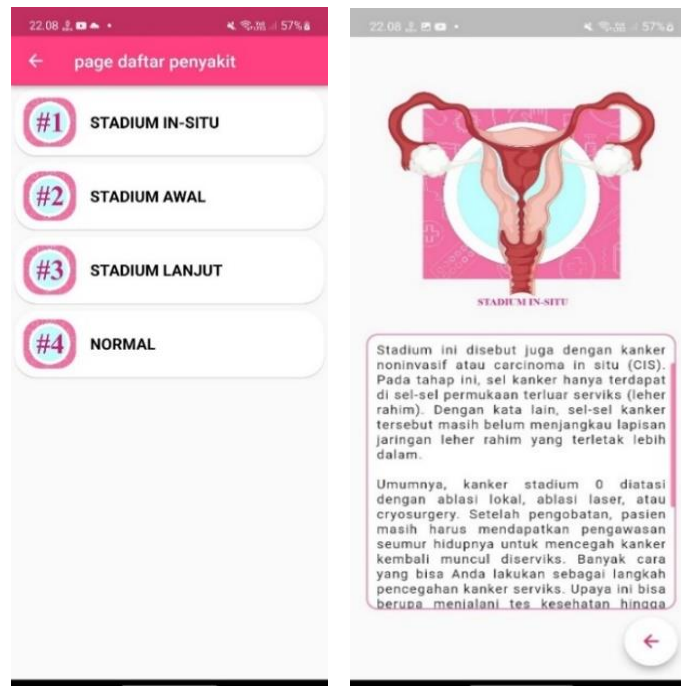 22.08
57%
page daftar penyakit
#1 STADIUM IN-SITU
#2 STADIUM AWAL
#3 STADIUM LANJUT
#4 NORMAL
22.08
57%
STADIUM IN-SITU
Stadium ini disebut juga dengan kanker
noninvasif atau carcinoma in situ (CIS).
Pada tahap ini, sel kanker hanya terdapat
di sel-sel permukaan terluar serviks (leher
rahim). Dengan kata lain, sel-sel kanker
tersebut masih belum menjangkau lapisan
jaringan leher rahim yang terletak lebih
dalam.
Umumnya, kanker stadium 0 diatasi
dengan ablasi lokal, ablasi laser, atau
cryosurgery. Setelah pengobatan, pasien
masih harus mendapatkan pengawasan
seumur hidupnya untuk mencegah kanker
kembali muncul diserviks. Banyak cara
yang bisa Anda lakukan sebagai langkah
pencegahan kanker serviks. Upaya ini bisa
berupa menjalani tes kesehatan hingga